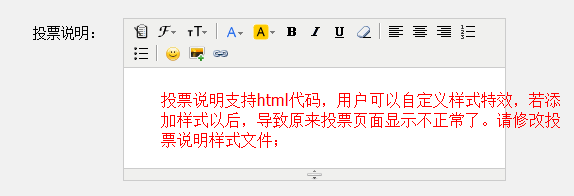 投票说明：
ℱ TT A A B I U
投票说明支持html代码，用户可以自定义样式特效，若添
加样式以后，导致原来投票页面显示不正常了。请修改投
票说明样式文件；